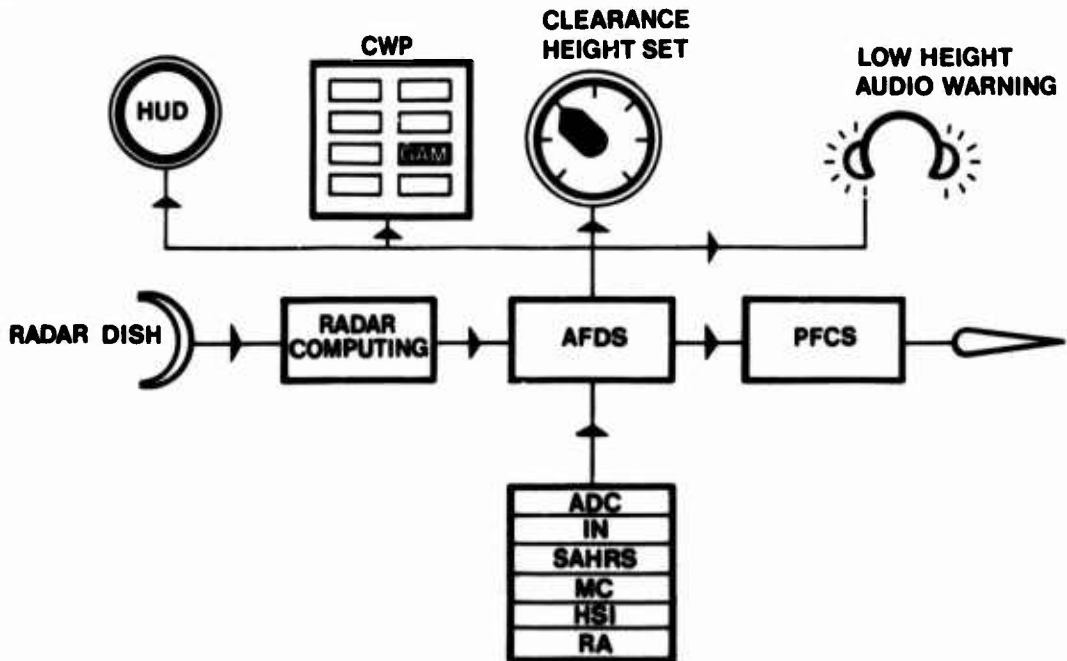 CLEARANCE
HEIGHT SET
CWP
LOW HEIGHT
AUDIO WARNING
HUD
RADAR DISH
RADAR
COMPUTING
AFDS
PFCS
ADC
IN
SAHRS
MC
HSI
RA